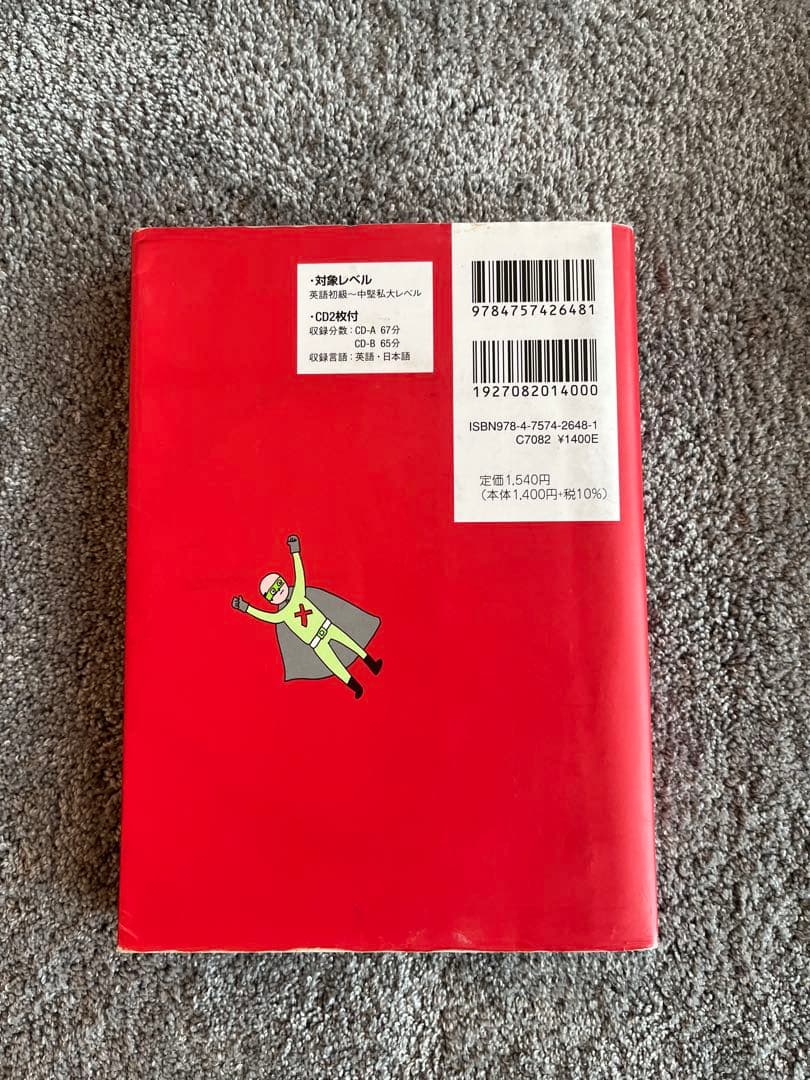 ・対象レベル
英語初級〜中堅私大レベル
・CD2枚付
収録分数：CD-A 67分
CD-B 65分
収録言語：英語・日本語
9784757426481
1927082014000
ISBN978-4-7574-2648-1
C7082 ¥1400E
定価1,540円
（本体1,400円+税10%）